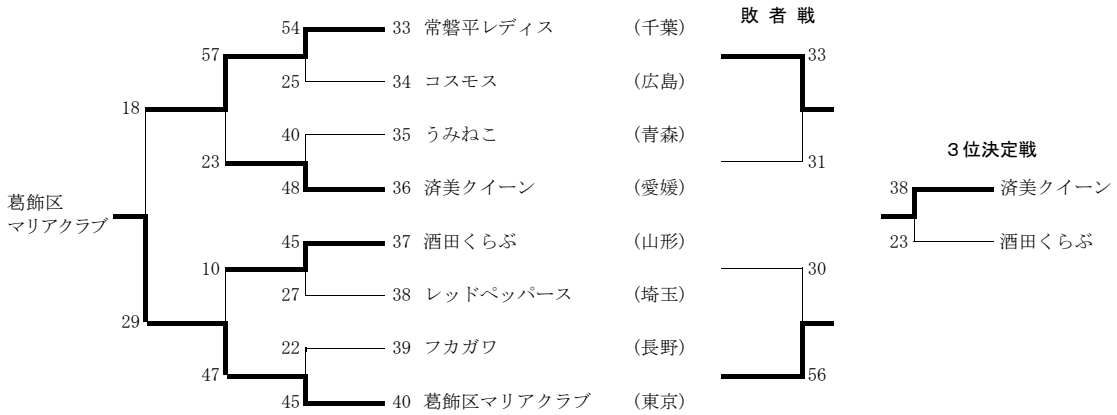 敗者戦
54 33 常磐平レディス (千葉)
57 33
25 34 コスモス (広島)
18
40 35 うみねこ (青森)
23 31
3位決定戦
48 36 済美クイーン (愛媛) 38 済美クイーン
葛飾区
マリアクラブ
45 37 酒田くらぶ (山形) 23 酒田くらぶ
10 30
27 38 レッドペッパース (埼玉)
29
22 39 フカガワ (長野)
47 56
45 40 葛飾区マリアクラブ (東京)